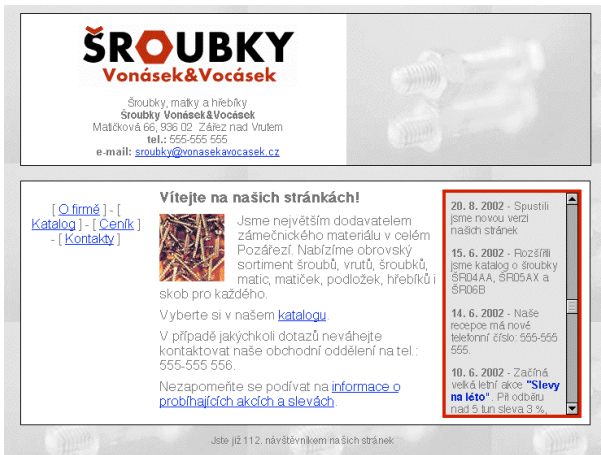 ŠROUBKY
Vonásek&Vocásek
Šroubky, matky a hřebíky
Šroubky Vonásek&Vocásek
Matičková 66, 936 02 Zářez nad Vrutem
tel.: 555-555 555
e-mail: sroubky@vonasekavocasek.cz
[ O firmě ] - [
Katalog ] - [ Ceník ]
- [ Kontakty ]
Vítejte na našich stránkách!
Jsme největším dodavatelem
zámečnického materiálu v celém
Pozářezí. Nabízíme obrovský
sortiment šroubů, vrutů, šroubků,
matic, matiček, podložek, hřebíků i
skob pro každého.
Vyberte si v našem katalogu.
V případě jakýchkoli dotazů neváhejte
kontaktovat naše obchodní oddělení na tel.:
555-555 556.
Nezapomeňte se podívat na informace o
probíhajících akcích a slevách.
20. 8. 2002 - Spustili
jsme novou verzi
našich stránek
15. 6. 2002 - Rozšířili
jsme katalog o šroubky
ŠR04AA, ŠR05AX a
ŠR06B
14. 6. 2002 - Naše
recepce má nové
telefonní číslo: 555-555
555.
10. 6. 2002 - Začíná
velká letní akce "Slevy
na léto". Při odběru
nad 5 tun sleva 3 %,
Jste již 112. návštěvníkem našich stránek